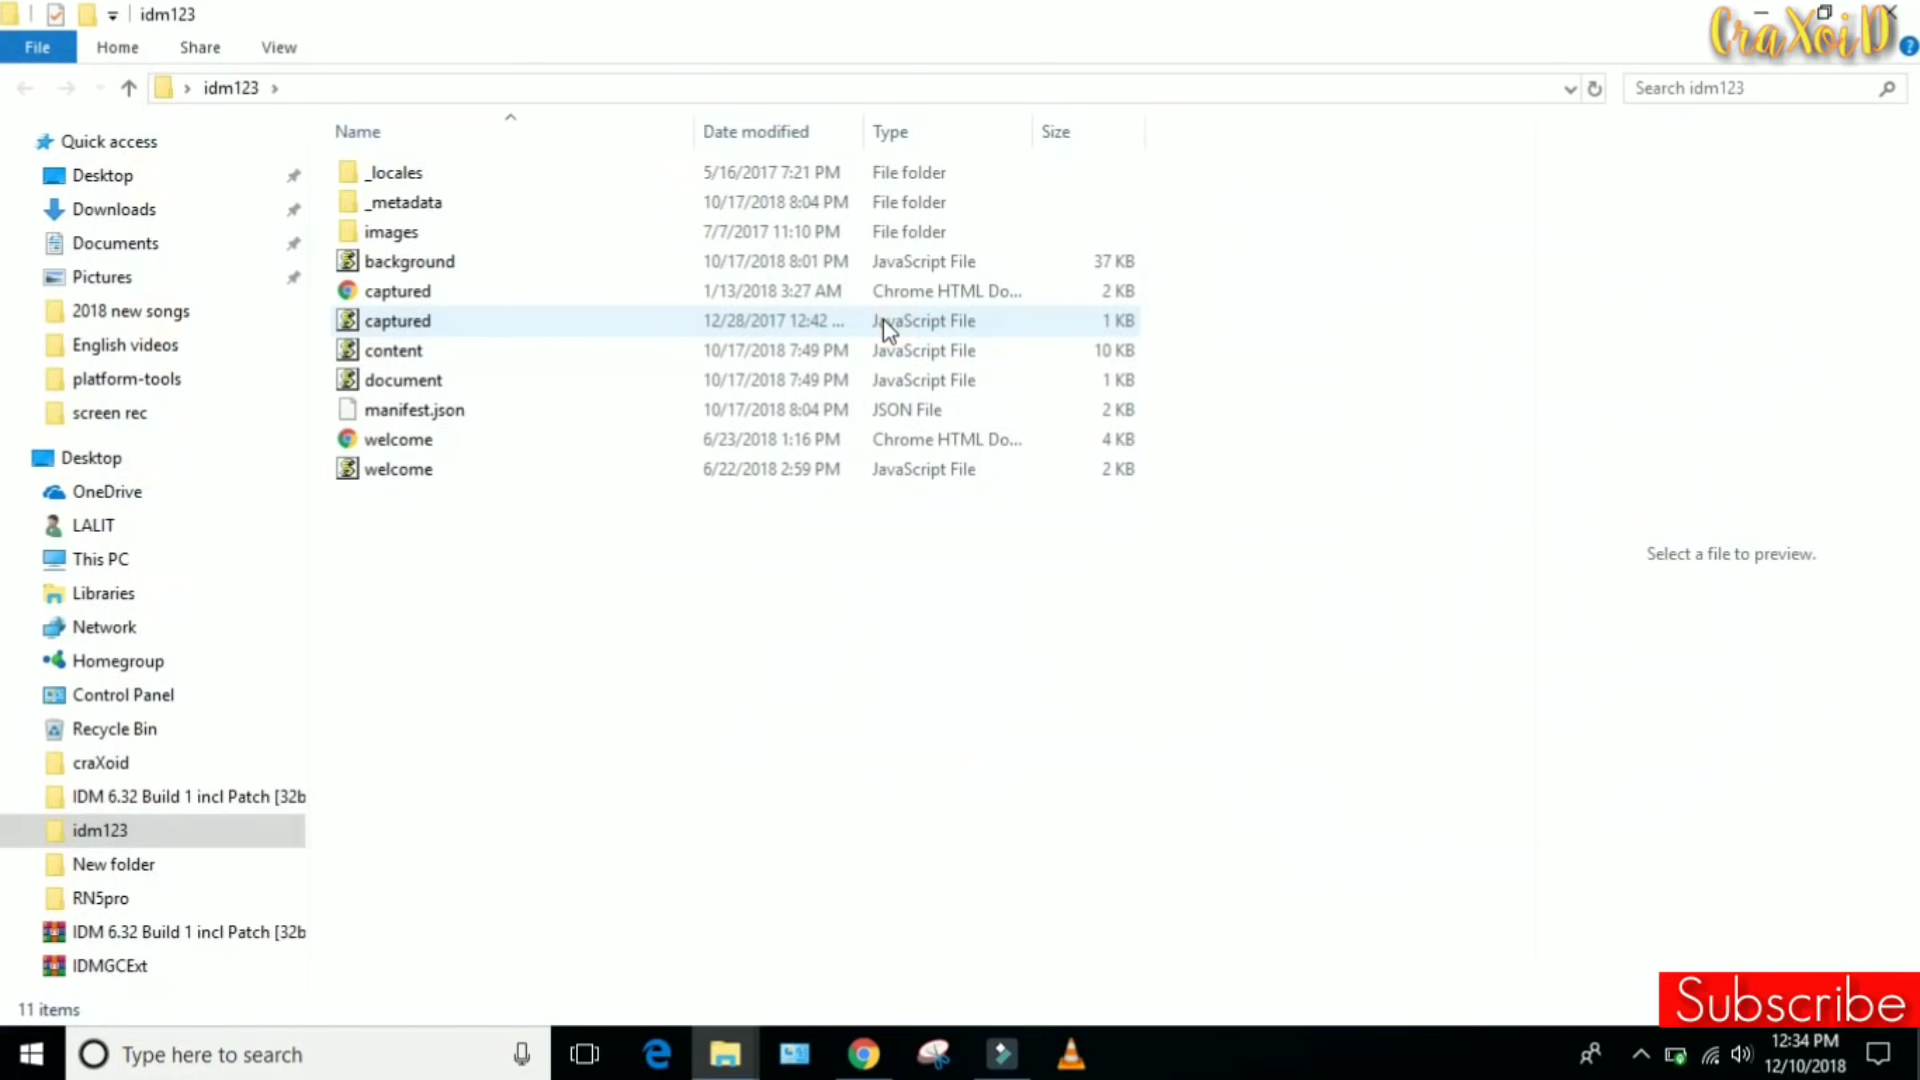 idm123
CraXoiD
File Home Share View
idm123
Search idm123
Name Date modified Type Size
Quick access
Desktop
Downloads
Documents
Pictures
2018 new songs
English videos
platform-tools
screen rec
Desktop
OneDrive
LALIT
This PC
Libraries
Network
Homegroup
Control Panel
Recycle Bin
craXoid
IDM 6.32 Build 1 incl Patch [32b
idm123
New folder
RN5pro
IDM 6.32 Build 1 incl Patch [32b
IDMGCExt
_locales 5/16/2017 7:21 PM File folder
_metadata 10/17/2018 8:04 PM File folder
images 7/7/2017 11:10 PM File folder
background 10/17/2018 8:01 PM JavaScript File 37 KB
captured 1/13/2018 3:27 AM Chrome HTML Do... 2 KB
captured 12/28/2017 12:42 ... JavaScript File 1 KB
content 10/17/2018 7:49 PM JavaScript File 10 KB
document 10/17/2018 7:49 PM JavaScript File 1 KB
manifest.json 10/17/2018 8:04 PM JSON File 2 KB
welcome 6/23/2018 1:16 PM Chrome HTML Do... 4 KB
welcome 6/22/2018 2:59 PM JavaScript File 2 KB
Select a file to preview.
11 items
Subscribe
Type here to search
12:34 PM
12/10/2018